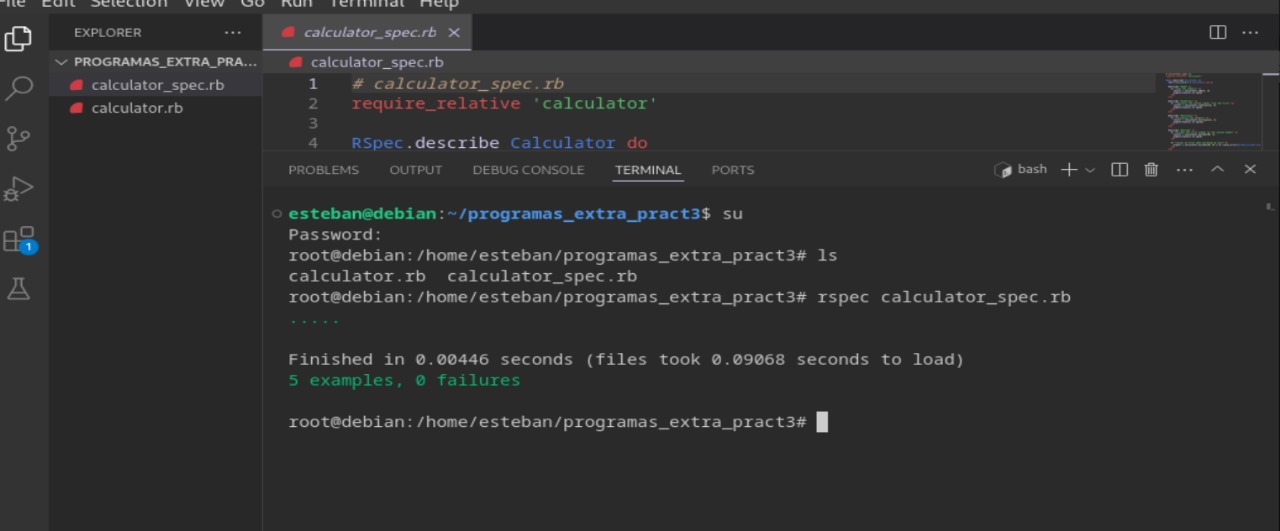 File Edit Selection View Go Run Terminal Help
EXPLORER
PROGRAMAS_EXTRA_PRA...
calculator_spec.rb
calculator.rb
1
calculator_spec.rb
calculator_spec.rb
1 # calculator_spec.rb
2 require_relative 'calculator'
3
4 RSpec.describe Calculator do
PROBLEMS OUTPUT DEBUG CONSOLE TERMINAL PORTS bash
esteban@debian:~/programas_extra_pract3$ su
Password:
root@debian:/home/esteban/programas_extra_pract3# ls
calculator.rb calculator_spec.rb
root@debian:/home/esteban/programas_extra_pract3# rspec calculator_spec.rb
.....
Finished in 0.00446 seconds (files took 0.09068 seconds to load)
5 examples, 0 failures
root@debian:/home/esteban/programas_extra_pract3#